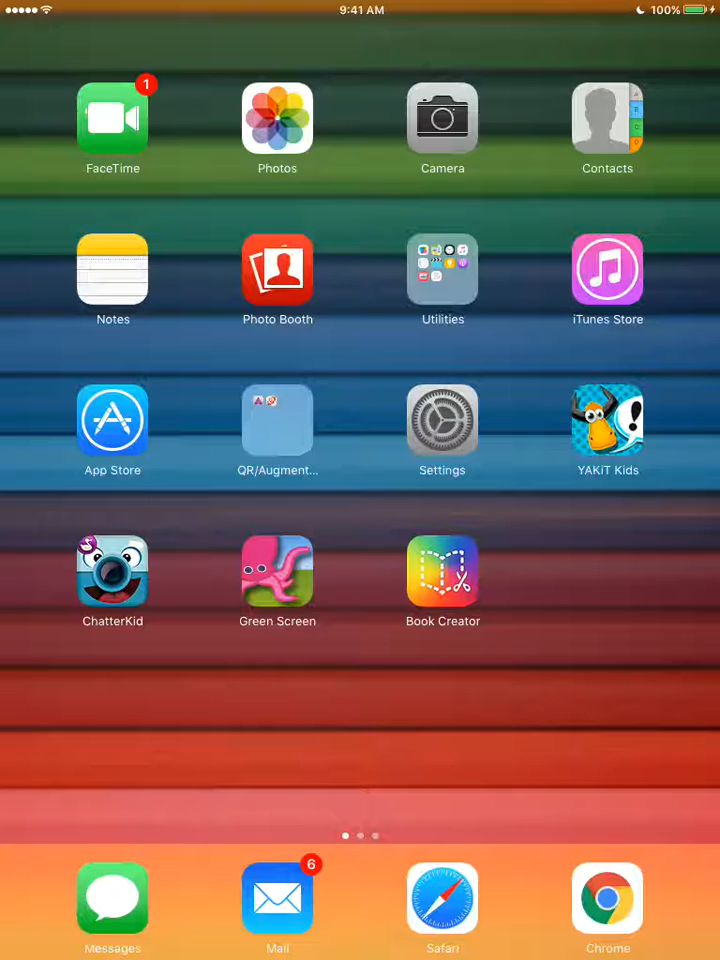 9:41 AM 100%
1
FaceTime Photos Camera Contacts
Notes Photo Booth Utilities iTunes Store
App Store QR/Augment... Settings YAKiT Kids
ChatterKid Green Screen Book Creator
6
Messages Mail Safari Chrome